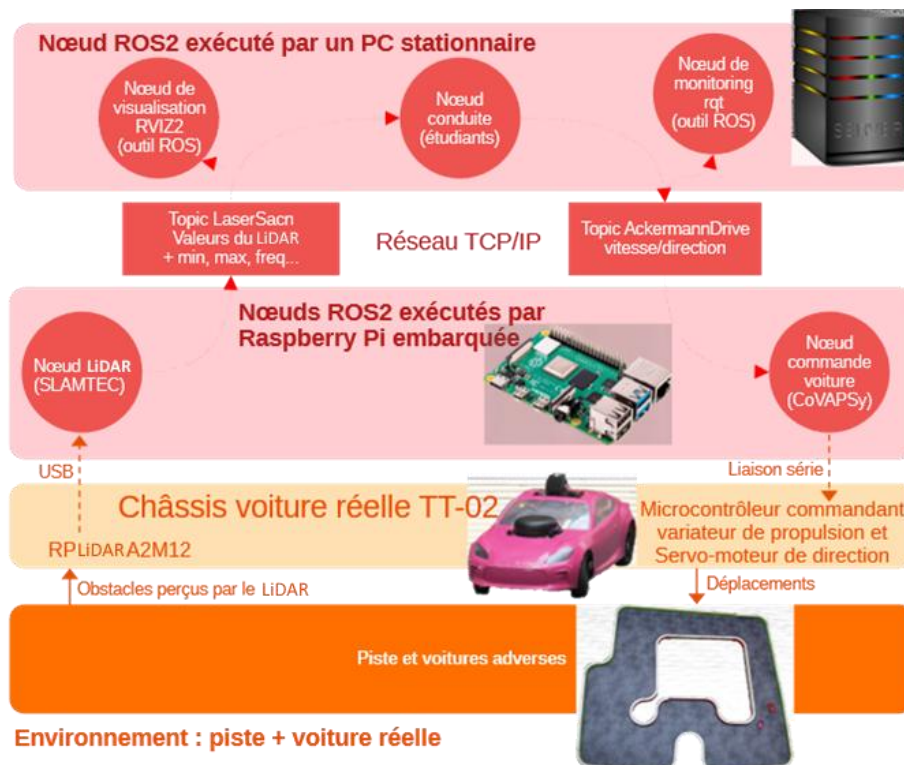 Nœud ROS2 exécuté par un PC stationnaire
Nœud de
visualisation
RVIZ2
(outil ROS)
Nœud
conduite
(étudiants)
Nœud de
monitoring
rqt
(outil ROS)
Topic LaserSacn
Valeurs du LiDAR
+ min, max, freq...
Réseau TCP/IP
Topic AckermannDrive
vitesse/direction
Nœuds ROS2 exécutés par
Raspberry Pi embarquée
Nœud LiDAR
(SLAMTEC)
Nœud
commande
voiture
(CoVAPSy)
USB
Liaison série
Châssis voiture réelle TT-02
RPLiDAR A2M12
Microcontrôleur commandant
variateur de propulsion et
Servo-moteur de direction
Obstacles perçus par le LiDAR
Déplacements
Piste et voitures adverses
Environnement : piste + voiture réelle